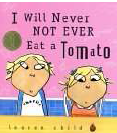 I Will Never
NOT EVER
Eat a Tomato
lauren child